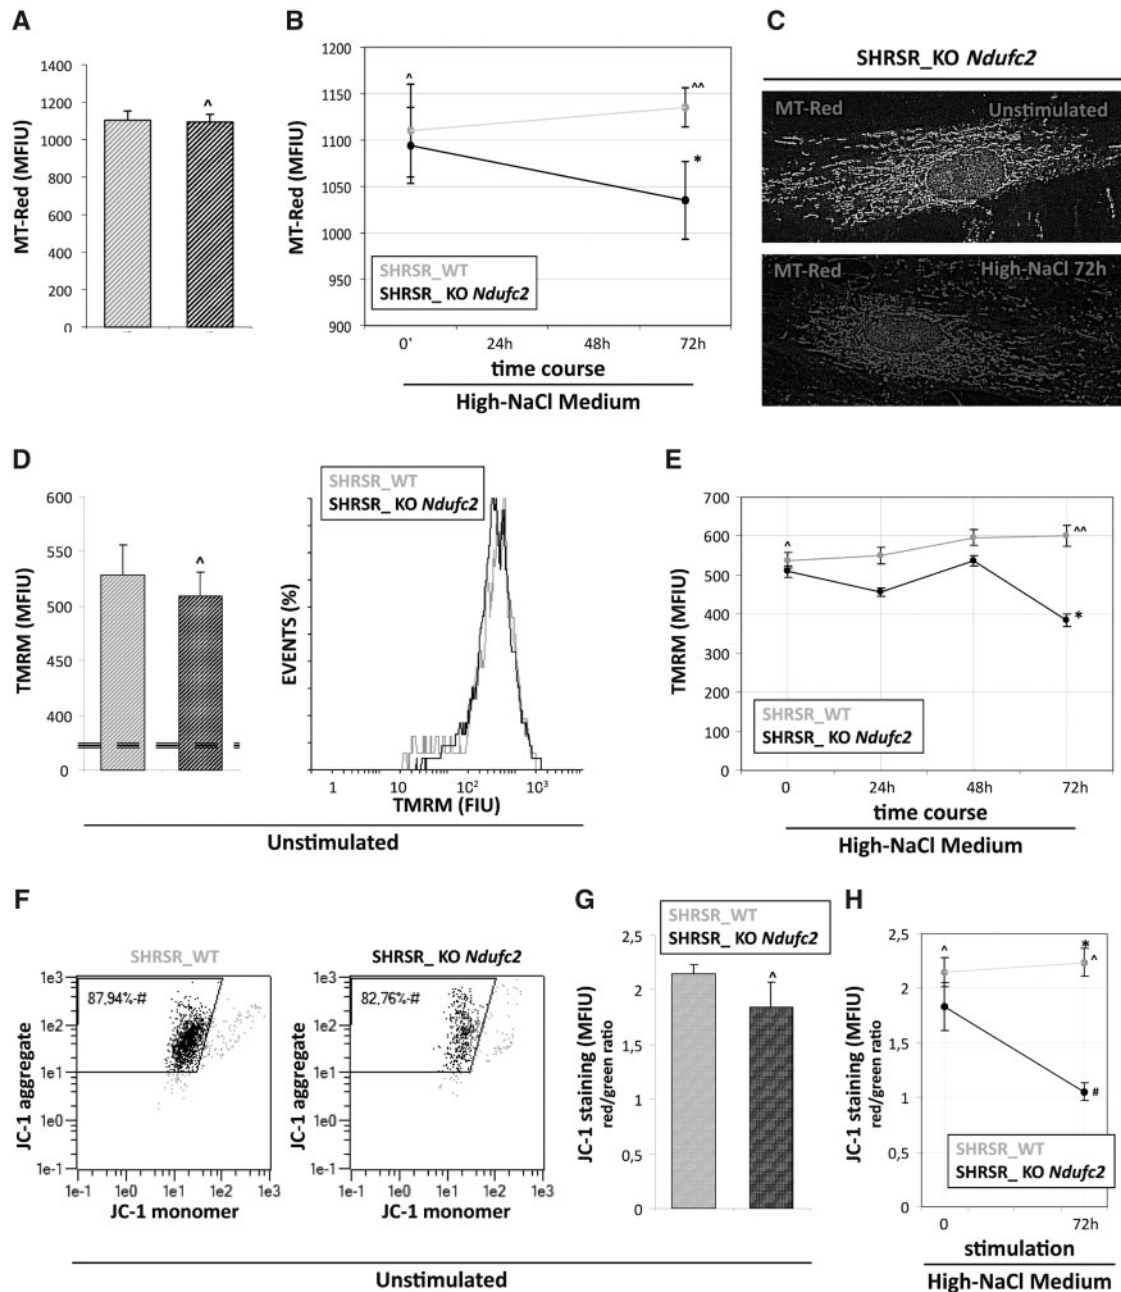 A
MT-Red (MFIU)
1400
1200
1000
800
600
400
200
0
B
MT-Red (MFIU)
1200
1150
1100
1050
1000
950
900
^
^^
*
SHRSR_WT
SHRSR_ KO Ndufc2
0'
24h
48h
72h
time course
High-NaCl Medium
^
C
SHRSR_KO Ndufc2
MT-Red
Unstimulated
MT-Red
High-NaCl 72h
D
TMRM (MFIU)
600
550
500
450
400
0
^
SHRSR_WT
SHRSR_ KO Ndufc2
EVENTS (%)
1
10
10²
10³
TMRM (FIU)
Unstimulated
E
TMRM (MFIU)
700
600
500
400
300
200
100
0
^
^^
*
SHRSR_WT
SHRSR_ KO Ndufc2
0
24h
48h
72h
time course
High-NaCl Medium
F
SHRSR_WT
JC-1 aggregate
1e3
1e2
1e1
1e0
1e-1
87,94%-#
1e-1
1e0
1e1
1e2
1e3
JC-1 monomer
SHRSR_ KO Ndufc2
JC-1 aggregate
1e3
1e2
1e1
1e0
1e-1
82,76%-#
1e-1
1e0
1e1
1e2
1e3
JC-1 monomer
G
SHRSR_WT
SHRSR_ KO Ndufc2
JC-1 staining (MFIU)
red/green ratio
2,5
2
1,5
1
0,5
0
^
Unstimulated
H
JC-1 staining (MFIU)
red/green ratio
2,5
2
1,5
1
0,5
0
^
*
^
#
SHRSR_WT
SHRSR_ KO Ndufc2
0
72h
stimulation
High-NaCl Medium